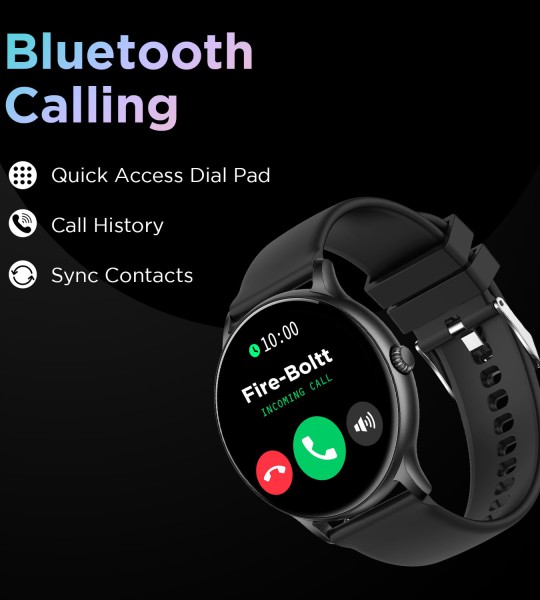 Bluetooth
Calling
Quick Access Dial Pad
Call History
Sync Contacts
10:00
Fire-Boltt
INCOMING CALL